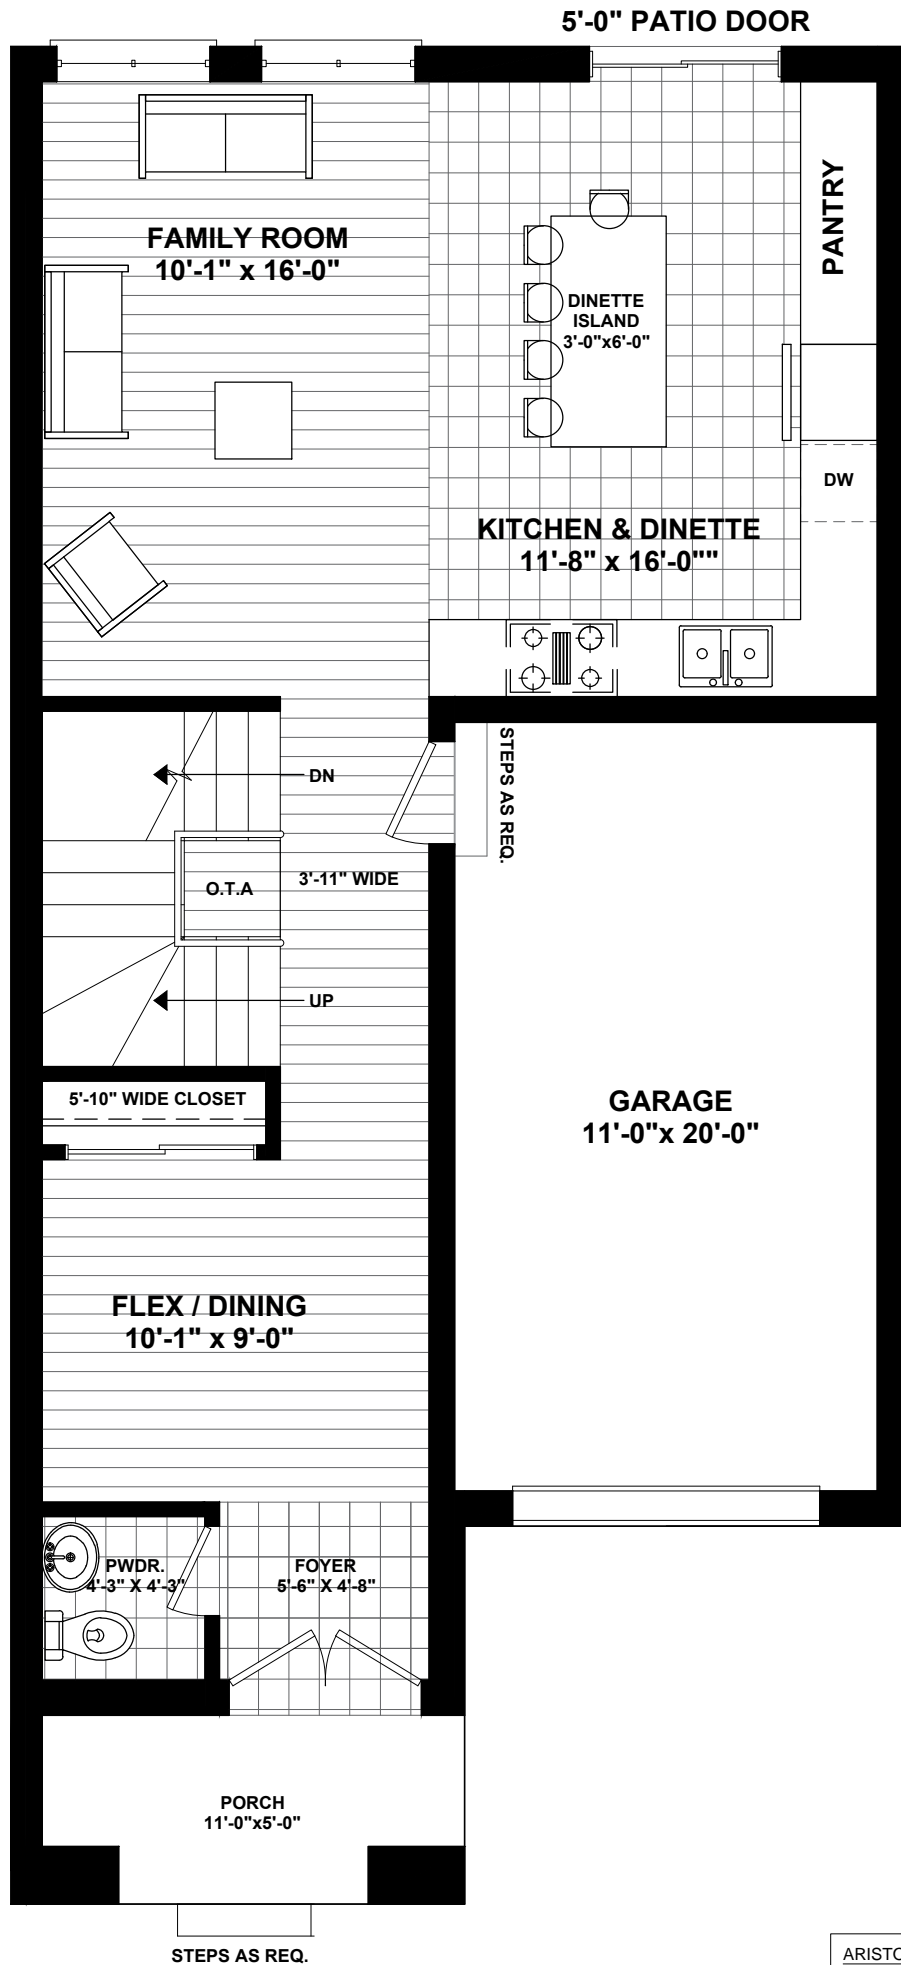 5'-0" PATIO DOOR
FAMILY ROOM
10'-1" x 16'-0"
PANTRY
DINETTE
ISLAND
3'-0"x6'-0"
DW
KITCHEN & DINETTE
11'-8" x 16'-0""
STEPS AS REQ.
DN
3'-11" WIDE
O.T.A
UP
5'-10" WIDE CLOSET
GARAGE
11'-0"x 20'-0"
FLEX / DINING
10'-1" x 9'-0"
PWDR.
4'-3" X 4'-3"
FOYER
5'-6" X 4'-8"
PORCH
11'-0"x5'-0"
STEPS AS REQ.